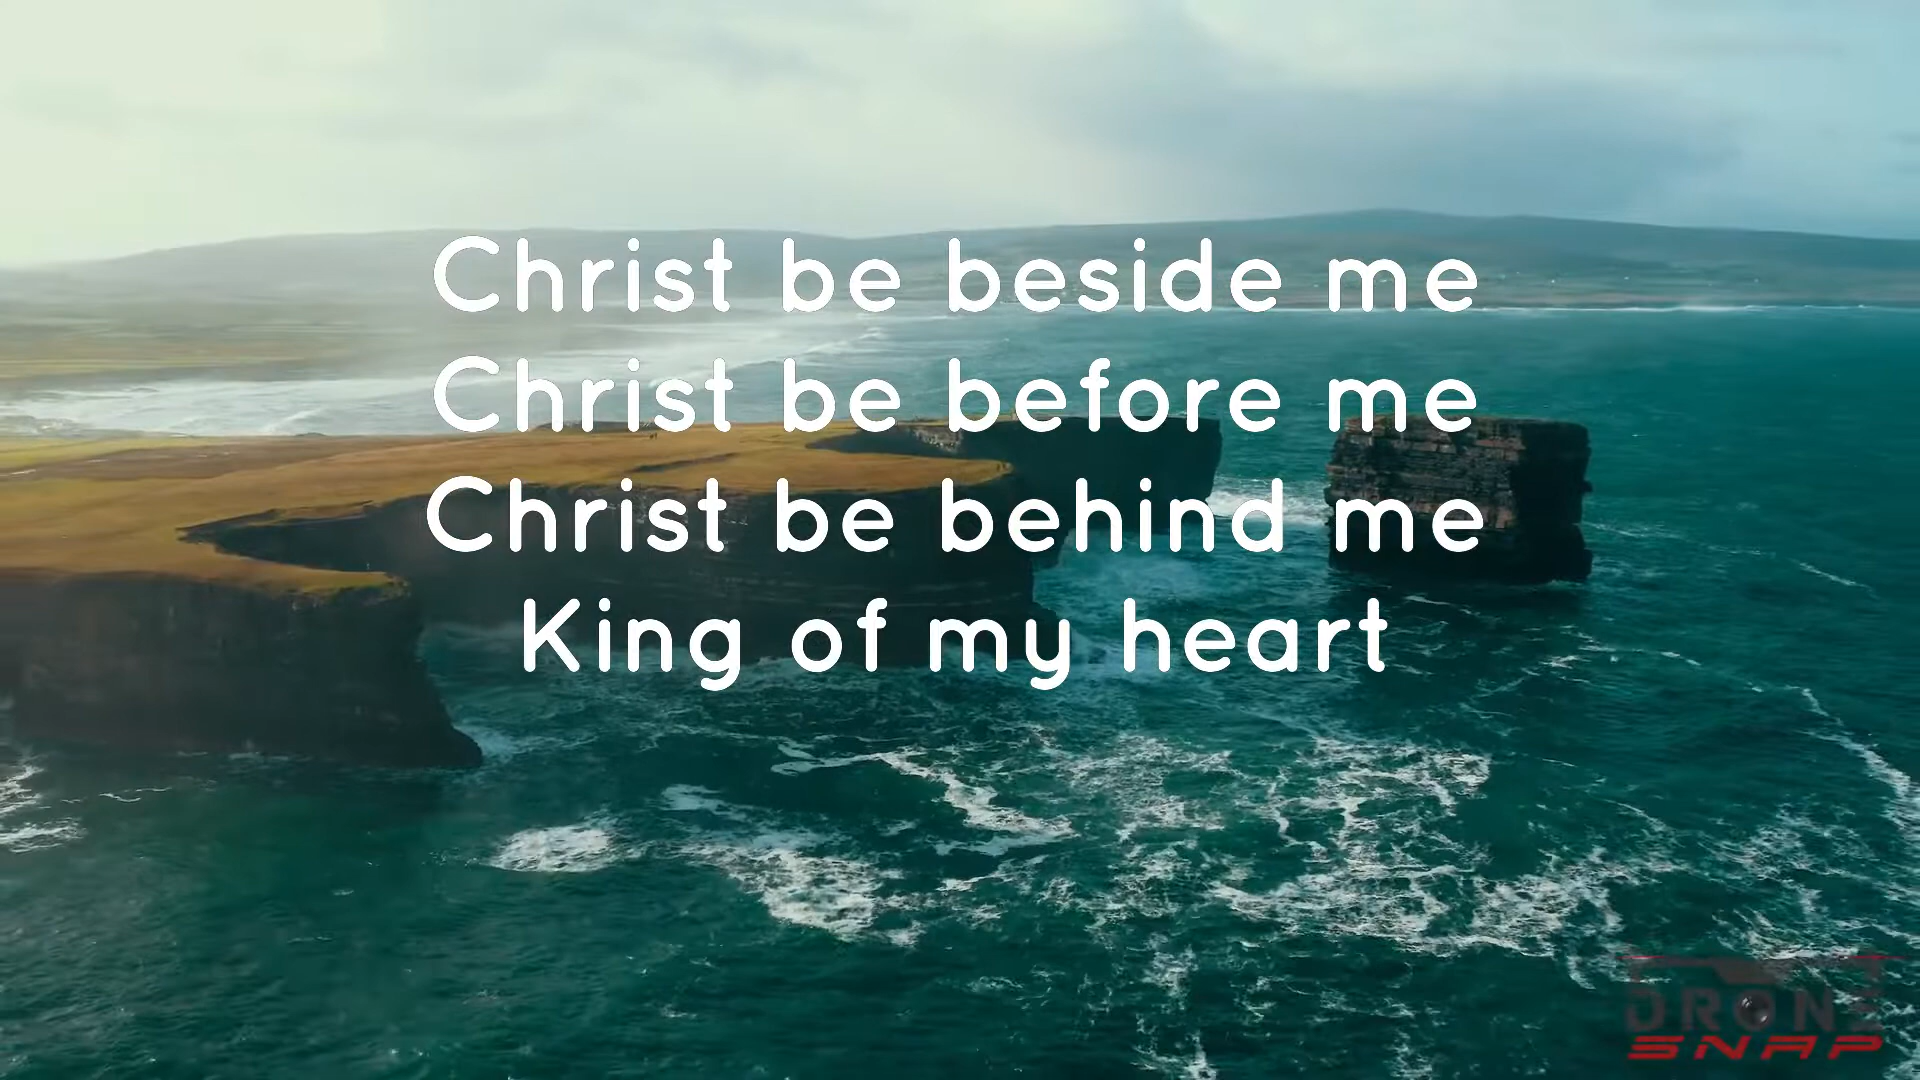 Christ be beside me
Christ be before me
Christ be behind me
King of my heart
DRONE
SNAP